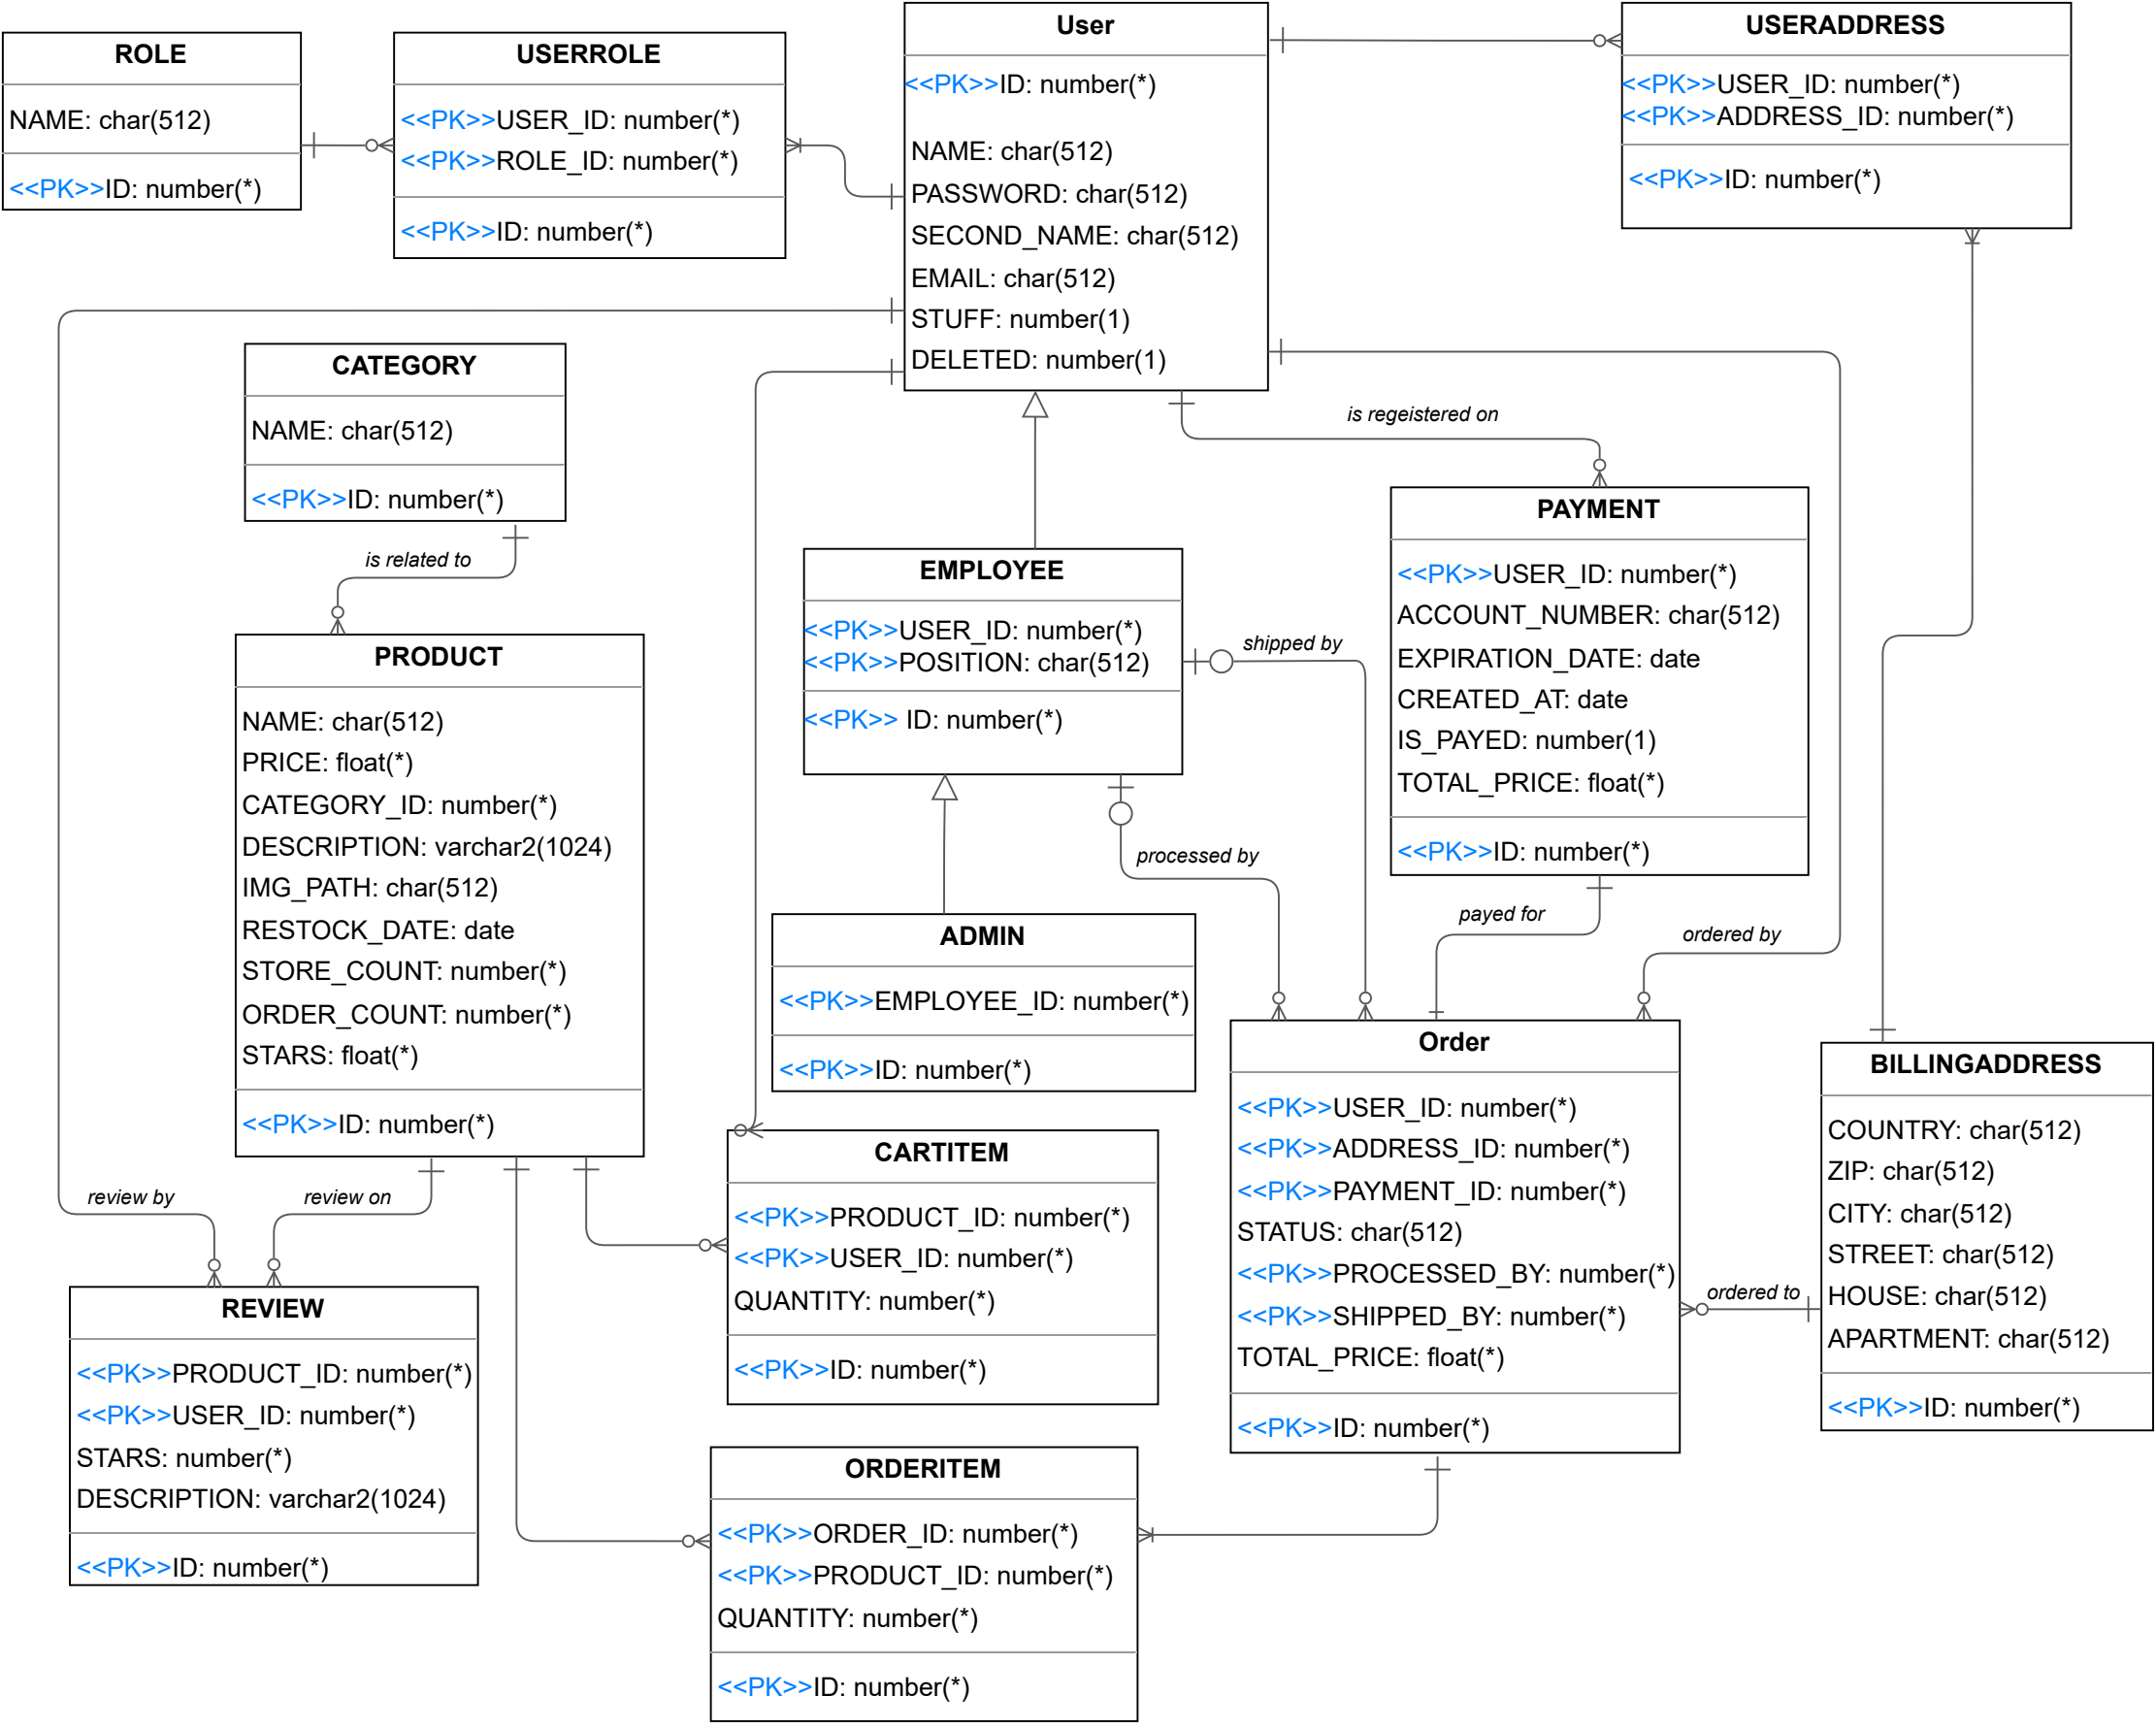 ROLE
NAME: char(512)
<<PK>>ID: number(*)
USERROLE
<<PK>>USER_ID: number(*)
<<PK>>ROLE_ID: number(*)
<<PK>>ID: number(*)
User
<<PK>>ID: number(*)
NAME: char(512)
PASSWORD: char(512)
SECOND_NAME: char(512)
EMAIL: char(512)
STUFF: number(1)
DELETED: number(1)
USERADDRESS
<<PK>>USER_ID: number(*)
<<PK>>ADDRESS_ID: number(*)
<<PK>>ID: number(*)
CATEGORY
NAME: char(512)
<<PK>>ID: number(*)
is related to
is regeistered on
PRODUCT
NAME: char(512)
PRICE: float(*)
CATEGORY_ID: number(*)
DESCRIPTION: varchar2(1024)
IMG_PATH: char(512)
RESTOCK_DATE: date
STORE_COUNT: number(*)
ORDER_COUNT: number(*)
STARS: float(*)
<<PK>>ID: number(*)
EMPLOYEE
<<PK>>USER_ID: number(*)
<<PK>>POSITION: char(512)
<<PK>> ID: number(*)
shipped by
processed by
PAYMENT
<<PK>>USER_ID: number(*)
ACCOUNT_NUMBER: char(512)
EXPIRATION_DATE: date
CREATED_AT: date
IS_PAYED: number(1)
TOTAL_PRICE: float(*)
<<PK>>ID: number(*)
payed for
ordered by
ADMIN
<<PK>>EMPLOYEE_ID: number(*)
<<PK>>ID: number(*)
Order
<<PK>>USER_ID: number(*)
<<PK>>ADDRESS_ID: number(*)
<<PK>>PAYMENT_ID: number(*)
STATUS: char(512)
<<PK>>PROCESSED_BY: number(*)
<<PK>>SHIPPED_BY: number(*)
TOTAL_PRICE: float(*)
<<PK>>ID: number(*)
ordered to
BILLINGADDRESS
COUNTRY: char(512)
ZIP: char(512)
CITY: char(512)
STREET: char(512)
HOUSE: char(512)
APARTMENT: char(512)
<<PK>>ID: number(*)
review by
review on
CARTITEM
<<PK>>PRODUCT_ID: number(*)
<<PK>>USER_ID: number(*)
QUANTITY: number(*)
<<PK>>ID: number(*)
REVIEW
<<PK>>PRODUCT_ID: number(*)
<<PK>>USER_ID: number(*)
STARS: number(*)
DESCRIPTION: varchar2(1024)
<<PK>>ID: number(*)
ORDERITEM
<<PK>>ORDER_ID: number(*)
<<PK>>PRODUCT_ID: number(*)
QUANTITY: number(*)
<<PK>>ID: number(*)